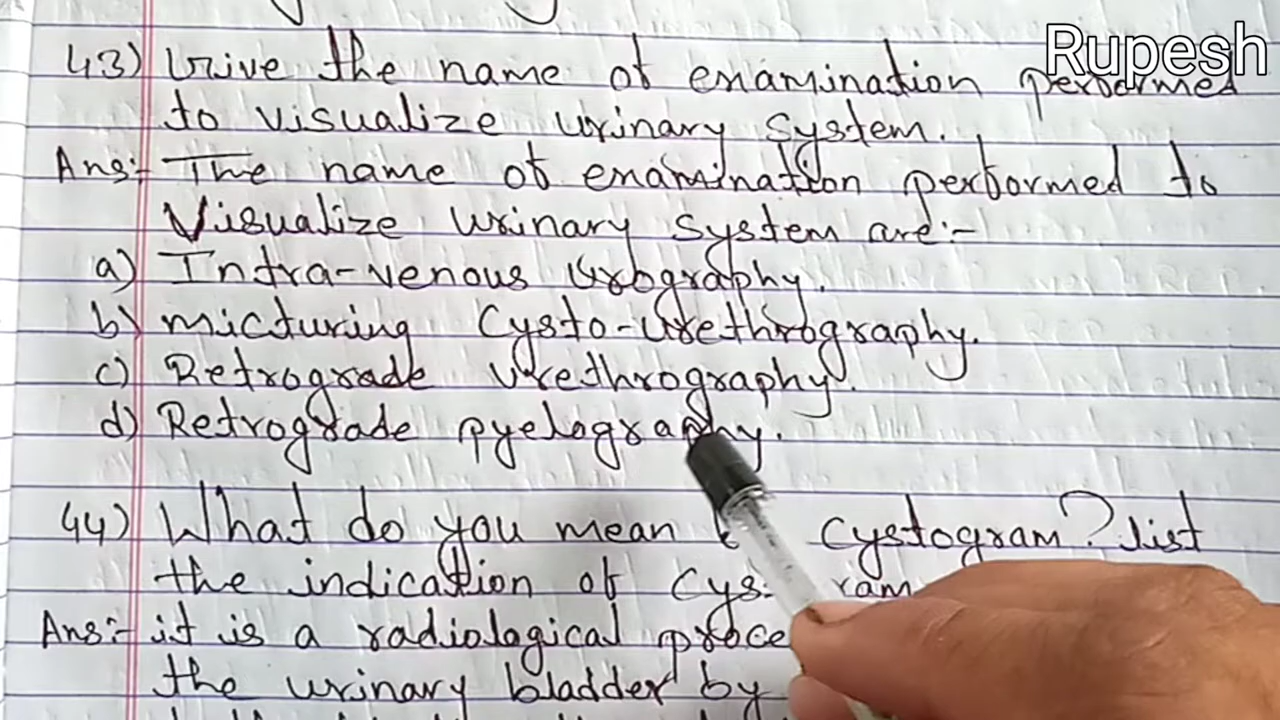 Rupesh
43) Give the name of examination performed
to visualize urinary system.
Ans:- The name of examination performed to
Visualize urinary system are:-
a) Intra-venous Urography.
b) micturing Cysto-urethrography.
c) Retrograde Urethrography.
d) Retrograde pyelography.
44) What do you mean Cystogram? list
the indication of
Ans:- it is a radiological
the urinary bladder by